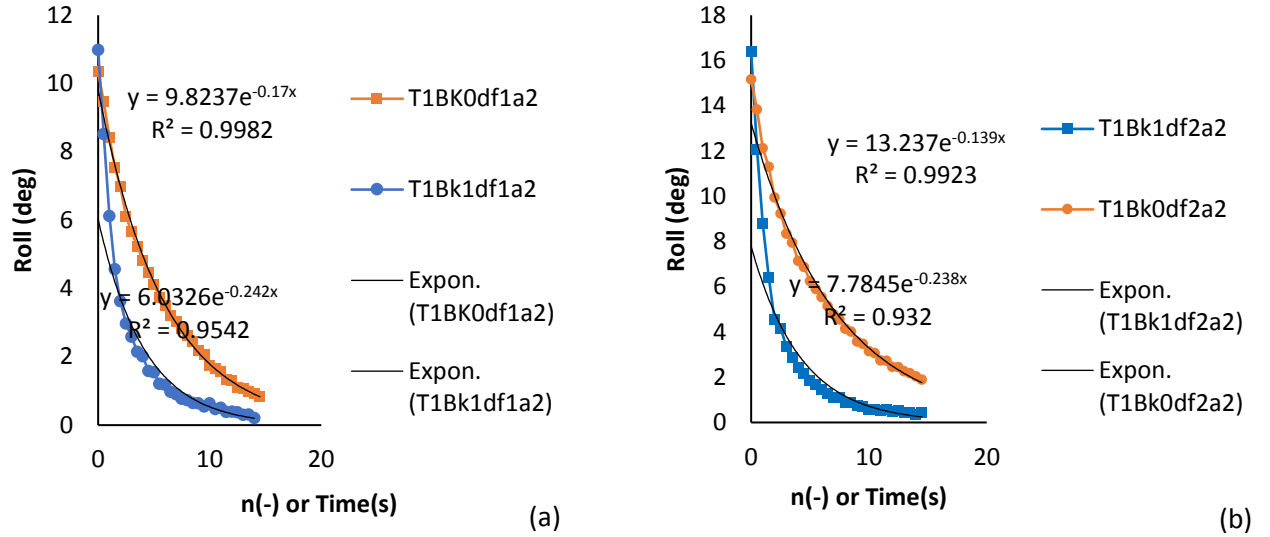 12
10
8
6
4
2
0
Roll (deg)
y = 9.8237e-0.17x
R² = 0.9982
y = 6.0326e-0.242x
R² = 0.9542
0 10 20
n(-) or Time(s)
T1BK0df1a2
T1Bk1df1a2
Expon.
(T1BK0df1a2)
Expon.
(T1Bk1df1a2)
(a)
18
16
14
12
10
8
6
4
2
0
Roll (deg)
y = 13.237e-0.139x
R² = 0.9923
y = 7.7845e-0.238x
R² = 0.932
0 10 20
n(-) or Time(s)
T1Bk1df2a2
T1Bk0df2a2
Expon.
(T1Bk1df2a2)
Expon.
(T1Bk0df2a2)
(b)